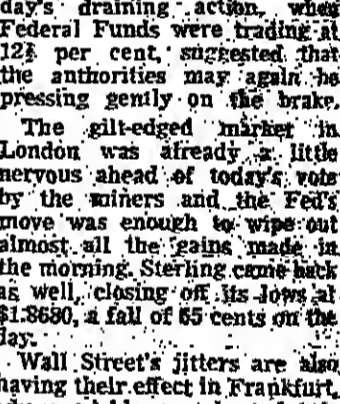 day's draining action, when
Federal Funds were trading at
per cent, suggested that
the anthorities may again be
pressing gently on the brake.
The gilt-edged market in
London was already a little
nervous ahead of today's vote
by the miners and the Fed's
move was enough to wipe out
almost all the gains made in
the morning. Sterling came back
as well, closing off its lows at
$1.8680, a fall of 65 cents on the
day.
Wall Street's jitters are also
having their effect in Frankfurt,